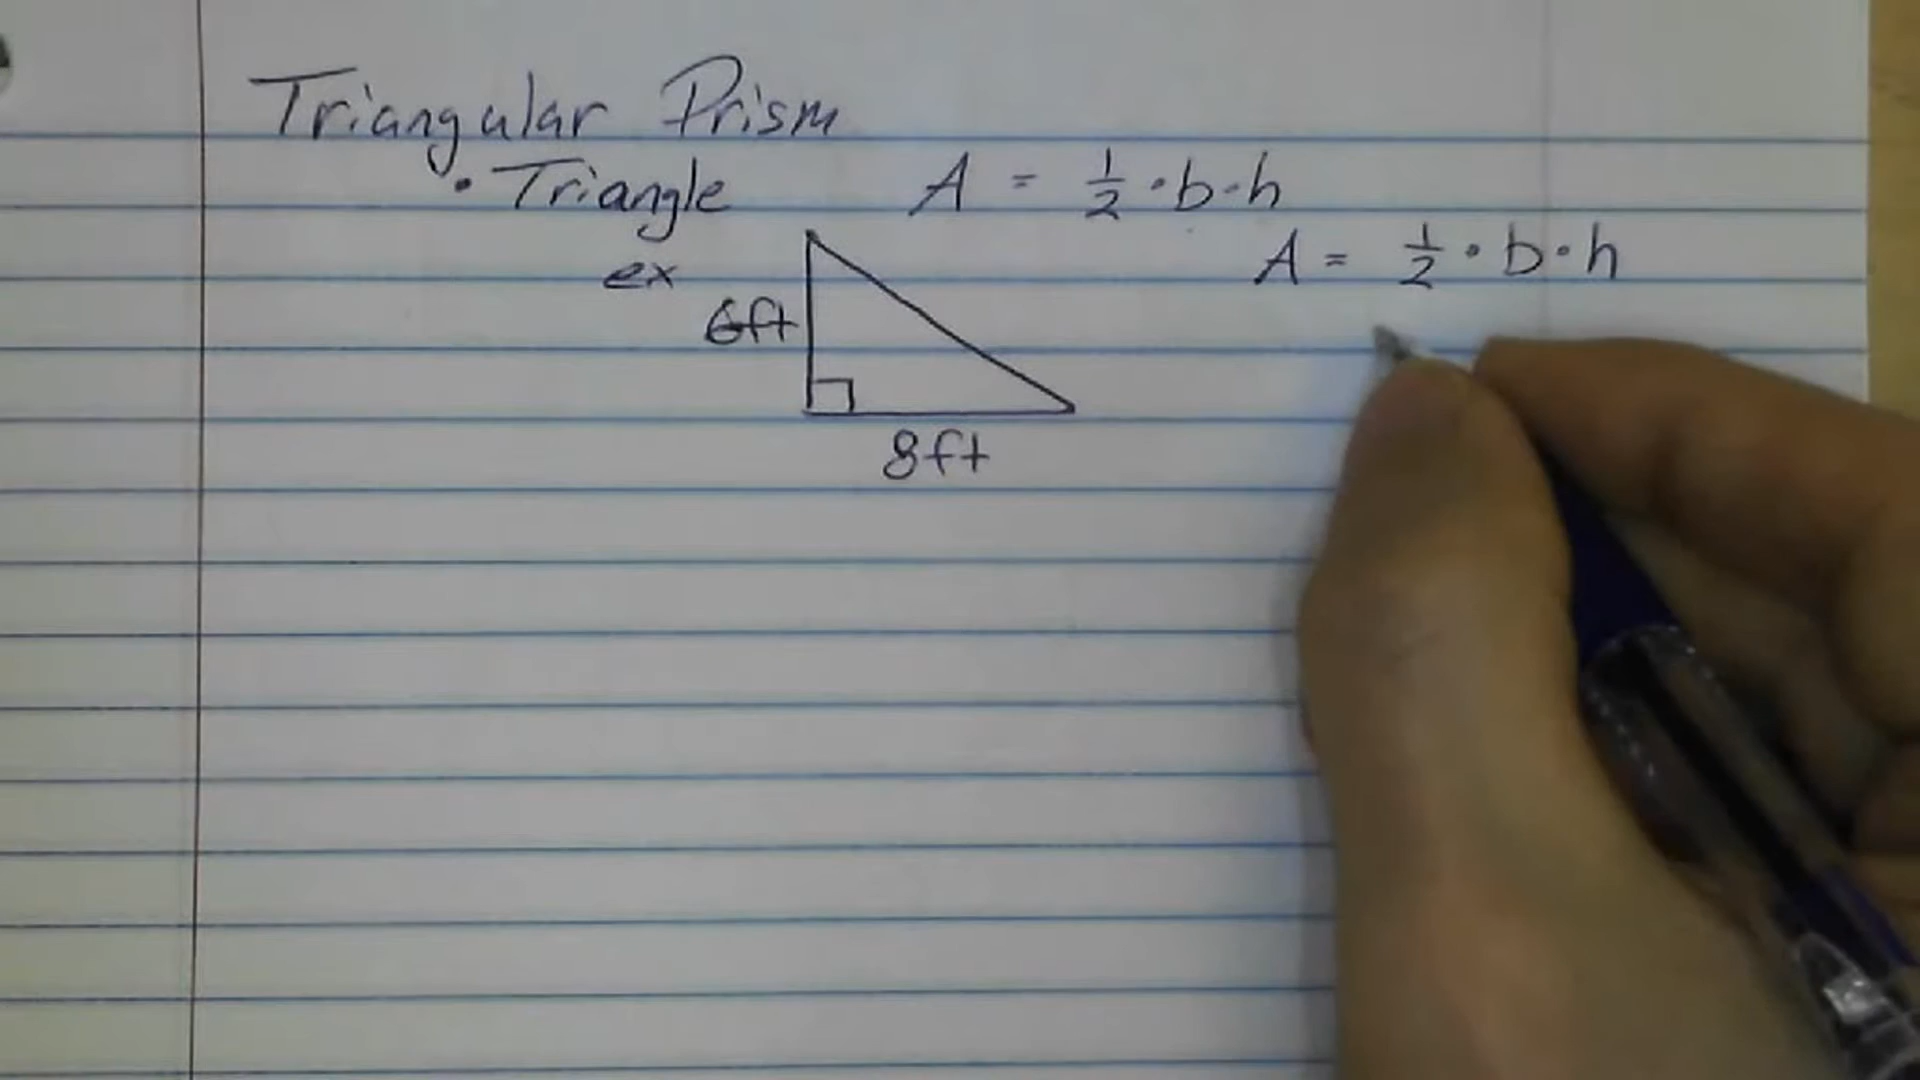 Triangular Prism
• Triangle A = 1/2 · b · h
ex
A = 1/2 · b · h
6ft
8ft